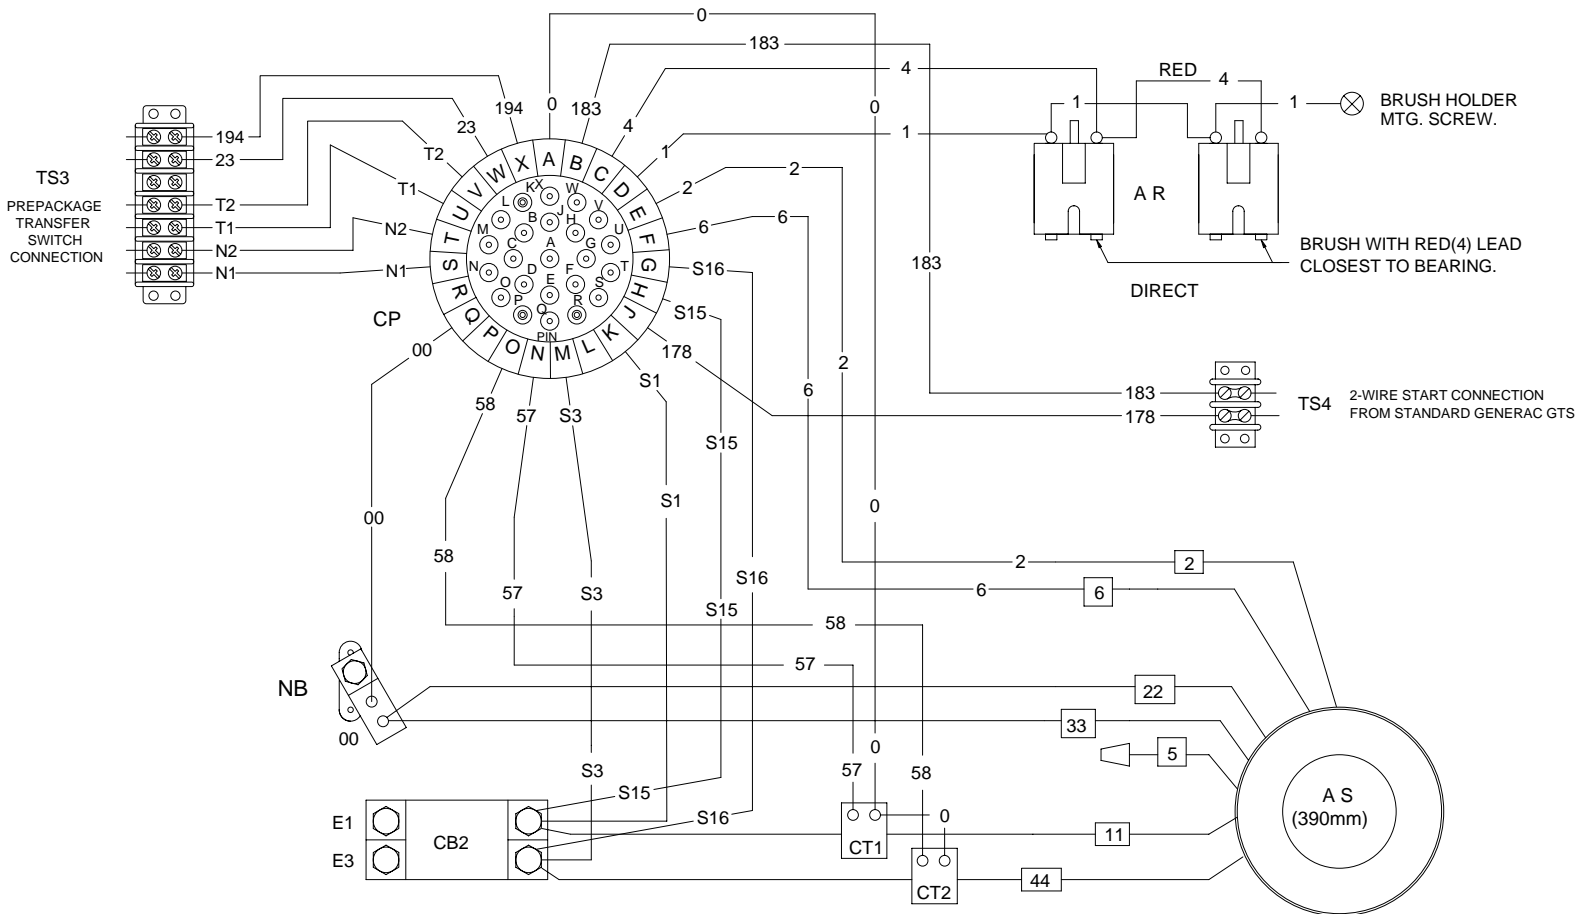 0
183
4
RED
4
194
0
183
0
1
1
BRUSH HOLDER
MTG. SCREW.
194
23
4
1
23
T2
1
TS3
T2
T1
PREPACKAGE
TRANSFER
SWITCH
CONNECTION
T2
T1
N2
N1
N2
N1
T1
2
2
6
6
S16
S15
178
A
B
C
D
E
F
G
H
J
K
L
M
N
O
P
Q
R
S
T
U
V
W
X
K
X
W
L
J
V
B
H
M
U
C
A
G
N
D
F
T
O
E
S
P
Q
R
PIN
CP
A R
BRUSH WITH RED(4) LEAD
CLOSEST TO BEARING.
DIRECT
183
00
S1
2
6
183
178
TS4
2-WIRE START CONNECTION
FROM STANDARD GENERAC GTS
58
57
S3
S15
S1
0
00
58
57
S3
S16
S15
2
2
6
6
58
57
NB
00
22
33
5
57
0
58
S3
S15
S16
E1
E3
CB2
CT1
0
CT2
11
44
A S
(390mm)